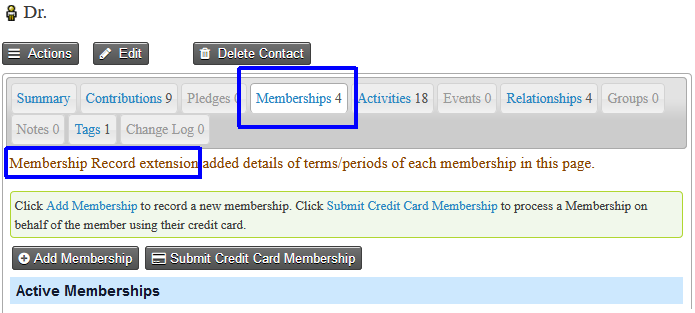 Dr.
Actions Edit Delete Contact
Summary Contributions 9 Pledges 0 Memberships 4 Activities 18 Events 0 Relationships 4 Groups 0
Notes 0 Tags 1 Change Log 0
Membership Record extension added details of terms/periods of each membership in this page.
Click Add Membership to record a new membership. Click Submit Credit Card Membership to process a Membership on
behalf of the member using their credit card.
Add Membership Submit Credit Card Membership
Active Memberships